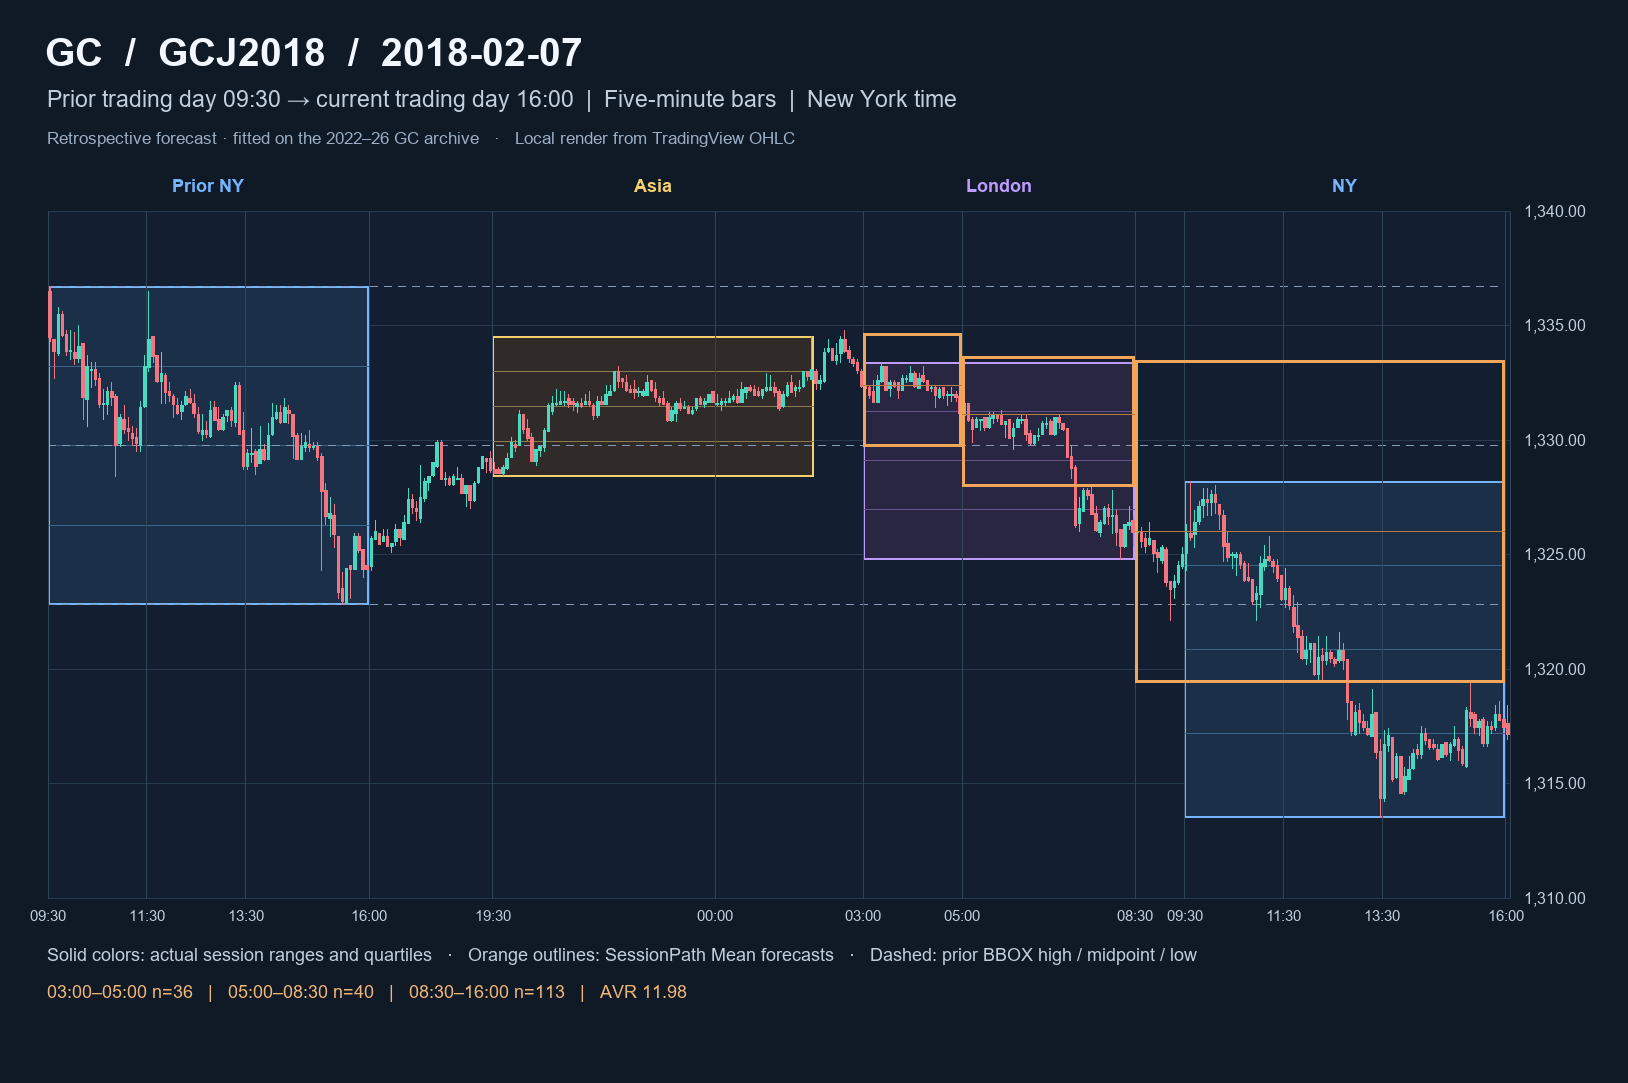 GC / GCJ2018 / 2018-02-07
Prior trading day 09:30 → current trading day 16:00 | Five-minute bars | New York time
Retrospective forecast · fitted on the 2022–26 GC archive · Local render from TradingView OHLC
Prior NY Asia London NY
1,340.00
1,335.00
1,330.00
1,325.00
1,320.00
1,315.00
1,310.00
09:30 11:30 13:30 16:00 19:30 00:00 03:00 05:00 08:30 09:30 11:30 13:30 16:00
Solid colors: actual session ranges and quartiles · Orange outlines: SessionPath Mean forecasts · Dashed: prior BBOX high / midpoint / low
03:00–05:00 n=36 | 05:00–08:30 n=40 | 08:30–16:00 n=113 | AVR 11.98